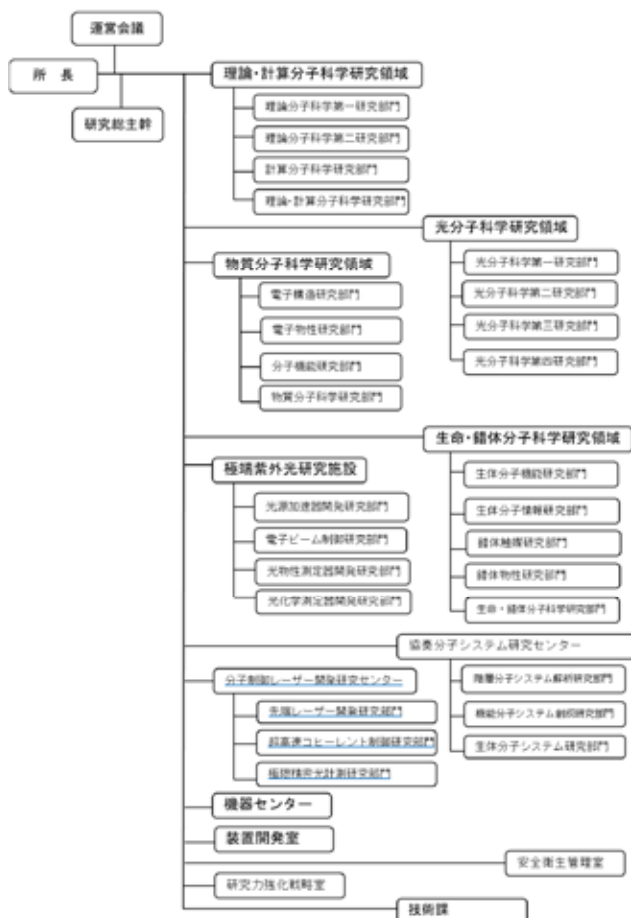 運営会議
所 長
研究総主幹
理論・計算分子科学研究領域
理論分子科学第一研究部門
理論分子科学第二研究部門
計算分子科学研究部門
理論・計算分子科学研究部門
光分子科学研究領域
光分子科学第一研究部門
光分子科学第二研究部門
光分子科学第三研究部門
光分子科学第四研究部門
物質分子科学研究領域
電子構造研究部門
電子物性研究部門
分子機能研究部門
物質分子科学研究部門
生命・錯体分子科学研究領域
生体分子機能研究部門
生体分子情報研究部門
錯体触媒研究部門
錯体物性研究部門
生命・錯体分子科学研究部門
極端紫外光研究施設
光源加速器開発研究部門
電子ビーム制御研究部門
光物性測定器開発研究部門
光化学測定器開発研究部門
協奏分子システム研究センター
階層分子システム解析研究部門
機能分子システム創成研究部門
生体分子システム研究部門
分子制御レーザー開発研究センター
先端レーザー開発研究部門
超高速コヒーレント制御研究部門
極限精密光計測研究部門
機器センター
装置開発室
安全衛生管理室
研究力強化戦略室
技術課